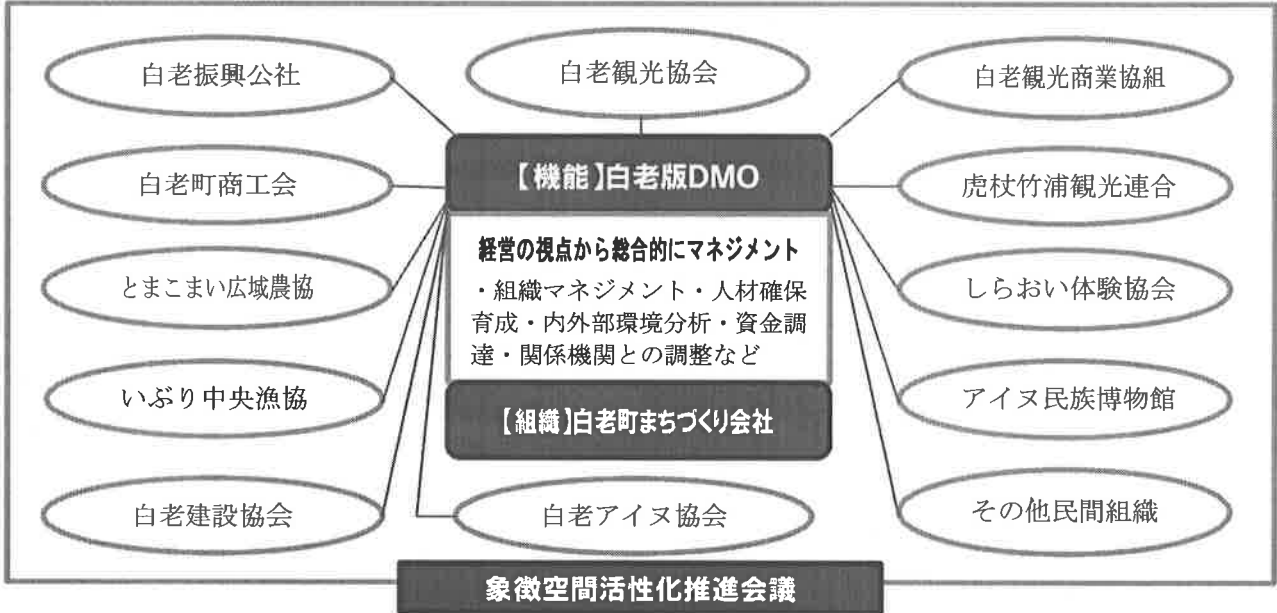 白老振興公社
白老観光協会
白老観光商業協組
白老町商工会
【機能】白老版DMO
虎杖竹浦観光連合
とまこまい広域農協
経営の視点から総合的にマネジメント
・組織マネジメント・人材確保
育成・内外部環境分析・資金調
達・関係機関との調整など
しらおい体験協会
いぶり中央漁協
【組織】白老町まちづくり会社
アイヌ民族博物館
白老建設協会
白老アイヌ協会
その他民間組織
象徴空間活性化推進会議